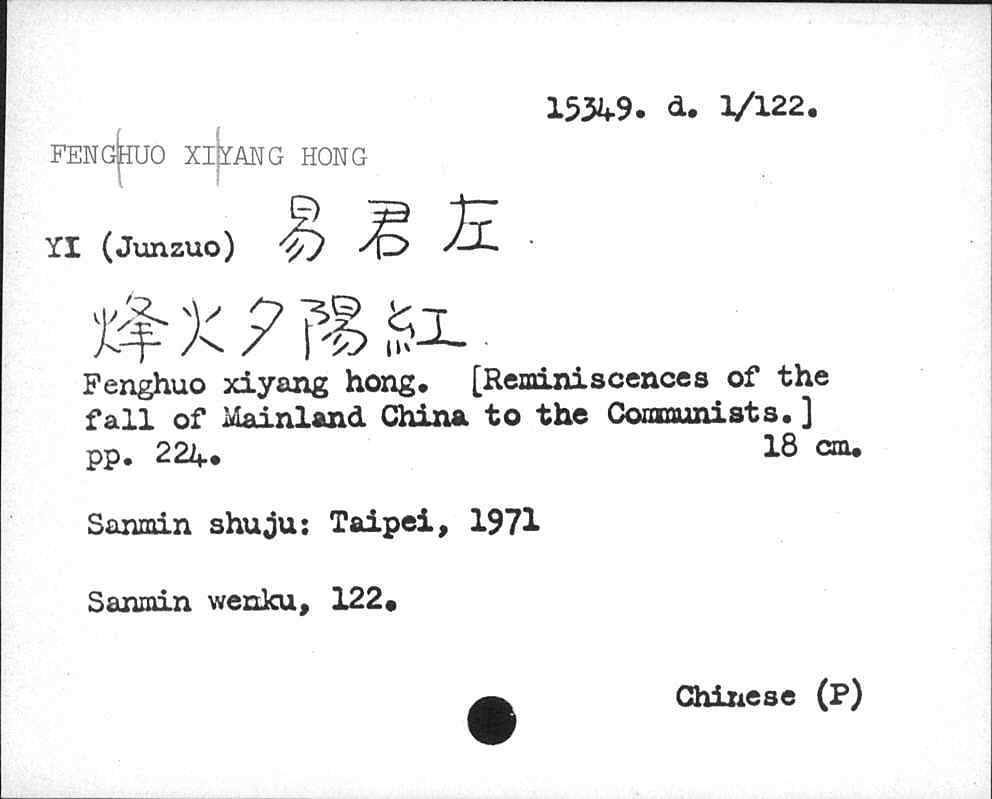 15349. d. 1/122.
FENGHUO XIYANG HONG
YI (Junzuo) 易君左
烽火夕陽紅
Fenghuo xiyang hong. [Reminiscences of the
fall of Mainland China to the Communists.]
pp. 224. 18 cm.
Sanmin shuju: Taipei, 1971
Sanmin wenku, 122.
Chinese (P)